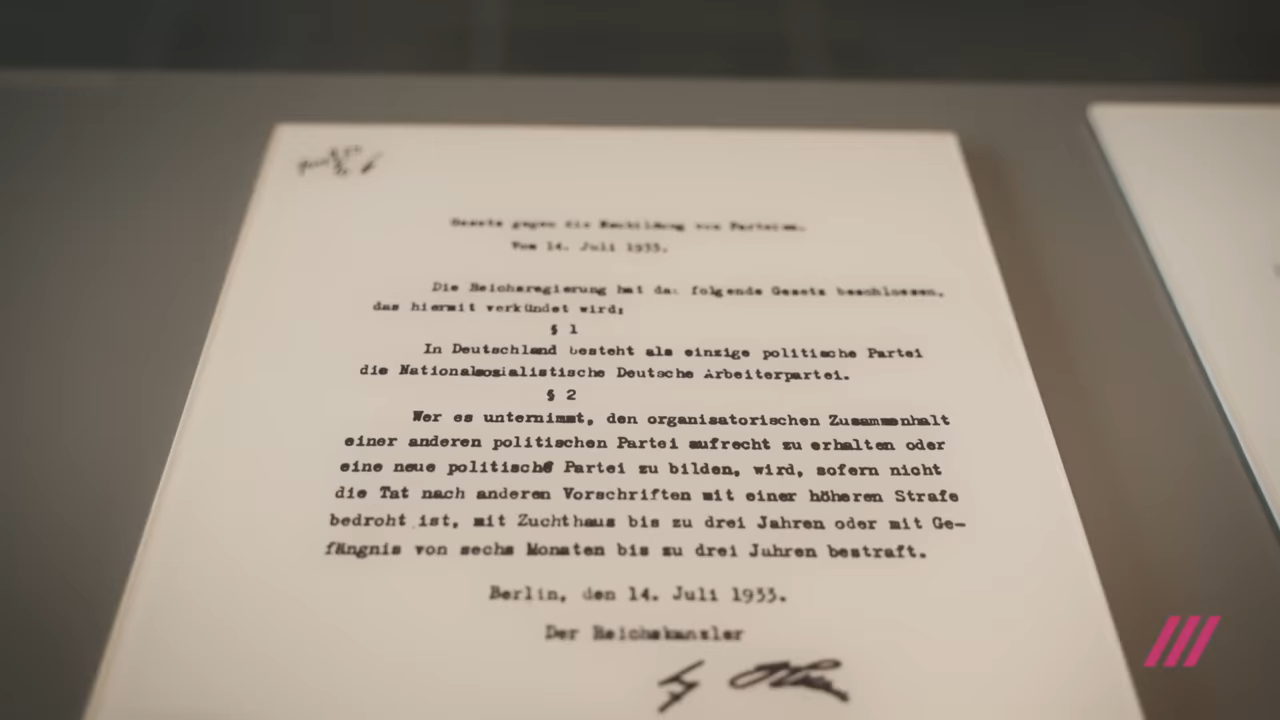 Gesetz gegen die Neubildung von Parteien.
Vom 14. Juli 1933.
Die Reichsregierung hat das folgende Gesetz beschlossen,
das hiermit verkündet wird:
§ 1
In Deutschland besteht als einzige politische Partei
die Nationalsozialistische Deutsche Arbeiterpartei.
§ 2
Wer es unternimmt, den organisatorischen Zusammenhalt
einer anderen politischen Partei aufrecht zu erhalten oder
eine neue politische Partei zu bilden, wird, sofern nicht
die Tat nach anderen Vorschriften mit einer höheren Strafe
bedroht ist, mit Zuchthaus bis zu drei Jahren oder mit Ge-
fängnis von sechs Monaten bis zu drei Jahren bestraft.
Berlin, den 14. Juli 1933.
Der Reichskanzler